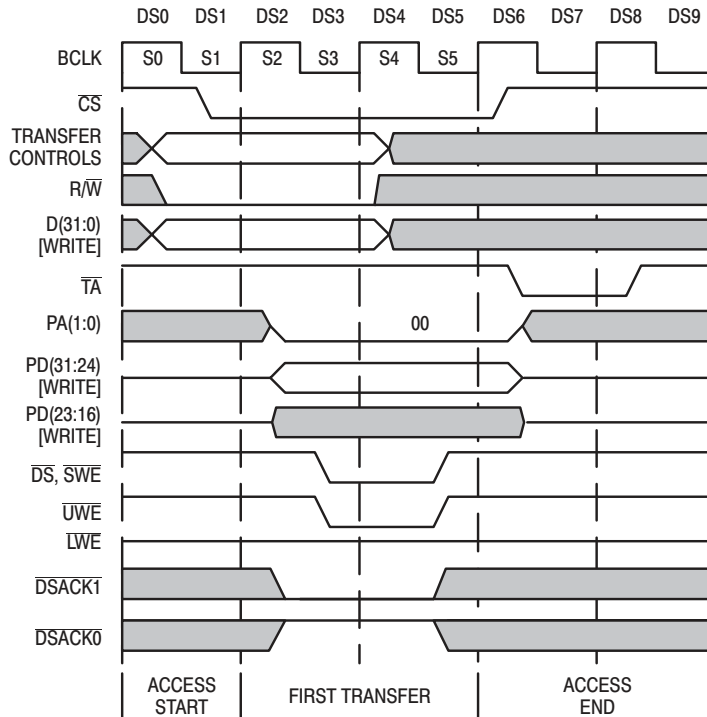 DS0 DS1 DS2 DS3 DS4 DS5 DS6 DS7 DS8 DS9
BCLK S0 S1 S2 S3 S4 S5
CS
TRANSFER
CONTROLS
R/W
D(31:0)
[WRITE]
TA
PA(1:0) 00
PD(31:24)
[WRITE]
PD(23:16)
[WRITE]
DS, SWE
UWE
LWE
DSACK1
DSACK0
ACCESS
START
FIRST TRANSFER
ACCESS
END